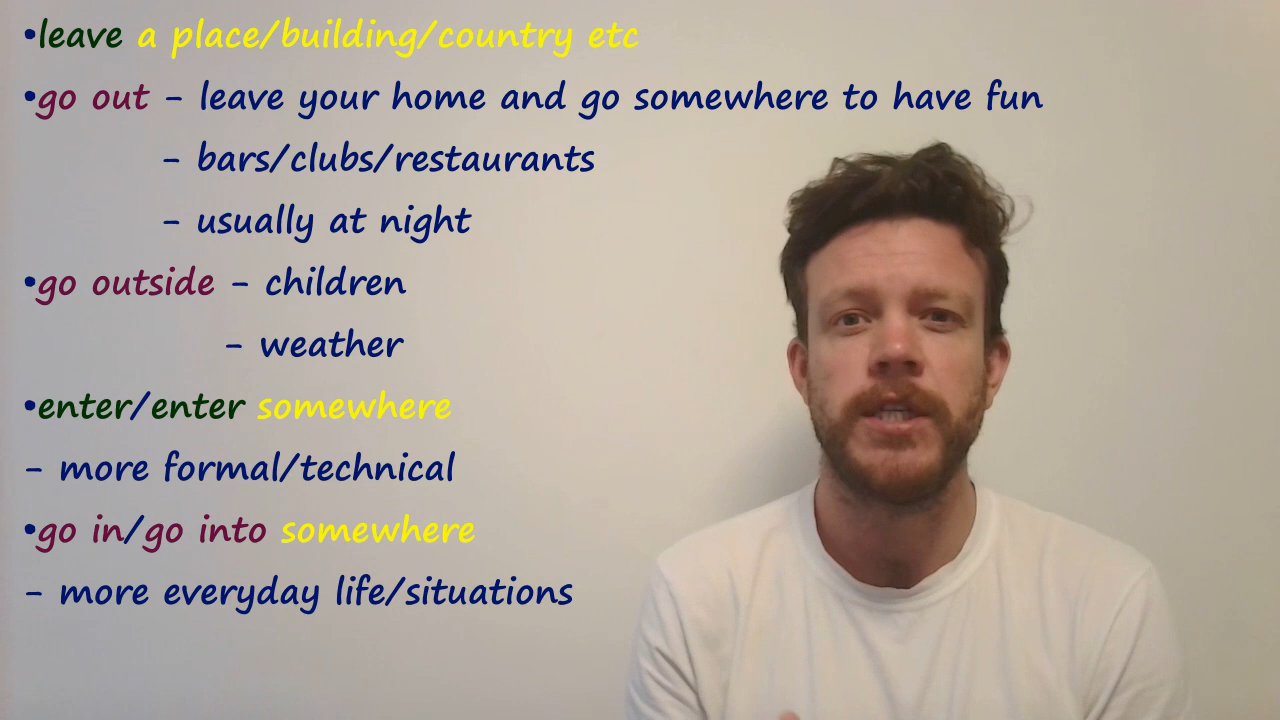 •leave a place/building/country etc
•go out - leave your home and go somewhere to have fun
- bars/clubs/restaurants
- usually at night
•go outside - children
- weather
•enter/enter somewhere
- more formal/technical
•go in/go into somewhere
- more everyday life/situations